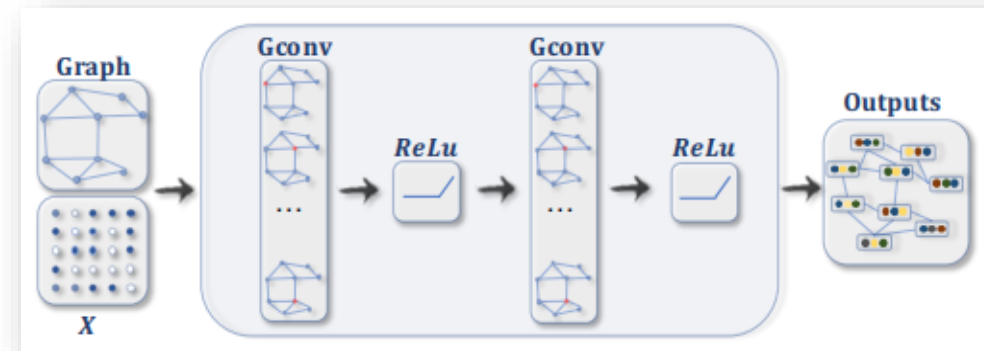 Graph
X
Gconv
...
ReLu
Gconv
...
ReLu
Outputs